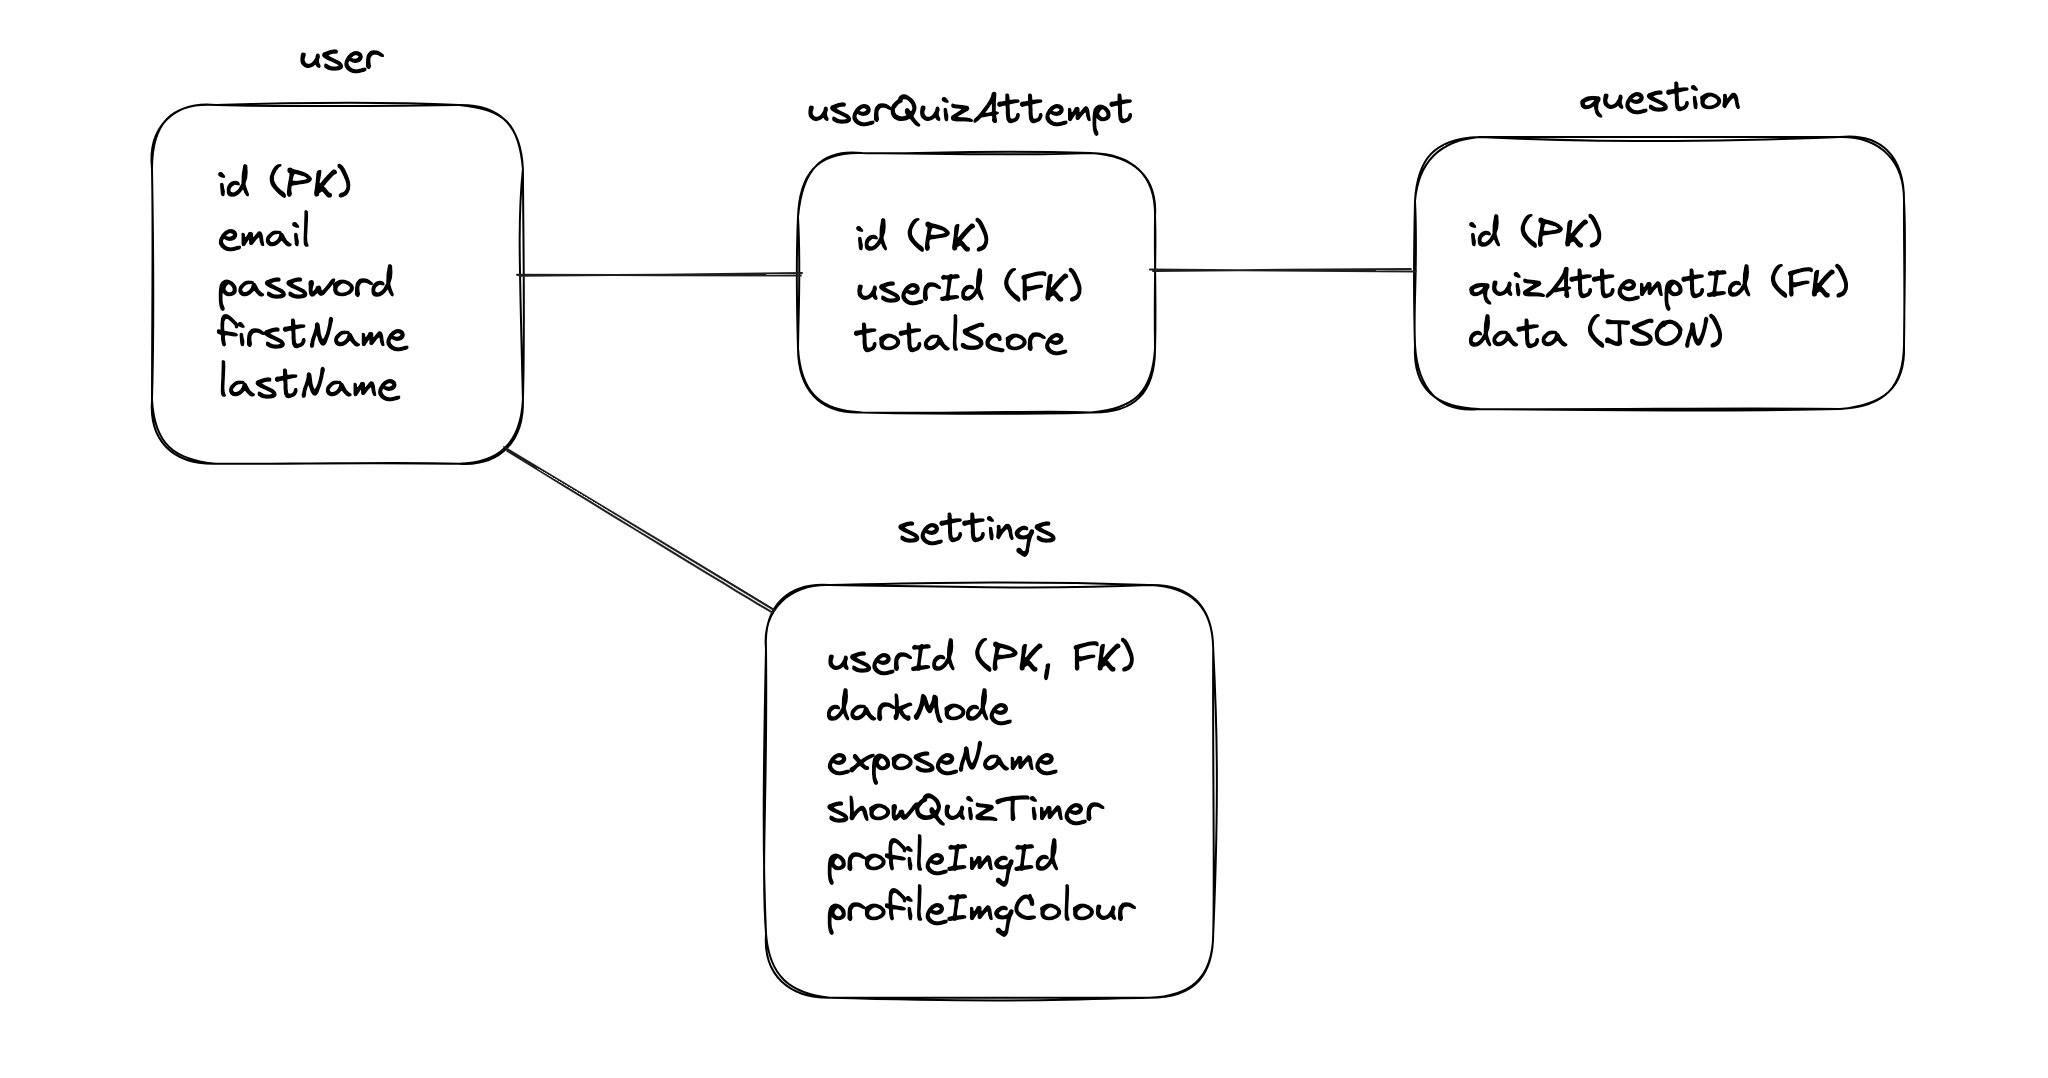 user
id (PK)
email
password
firstName
lastName
userQuizAttempt
id (PK)
userId (FK)
totalScore
question
id (PK)
quizAttemptId (FK)
data (JSON)
settings
userId (PK, FK)
darkMode
exposeName
showQuizTimer
profileImgId
profileImgColour